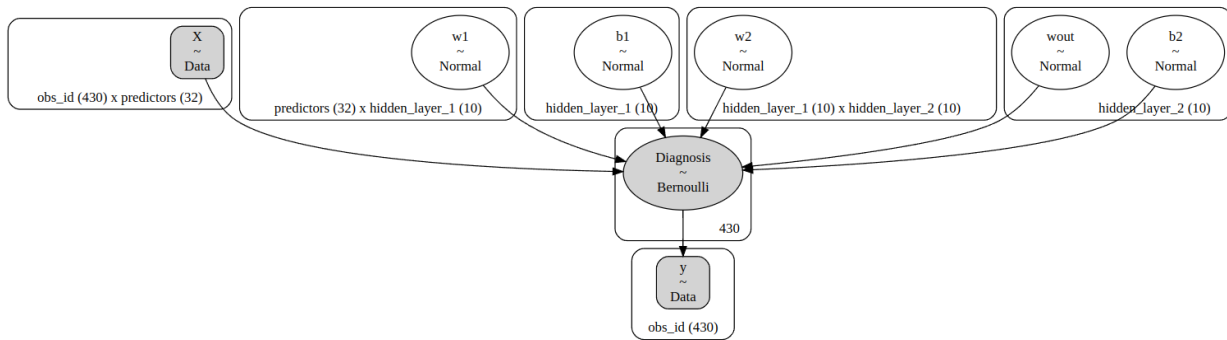 X
~
Data
obs_id (430) x predictors (32)
w1
~
Normal
predictors (32) x hidden_layer_1 (10)
b1
~
Normal
hidden_layer_1 (10)
w2
~
Normal
hidden_layer_1 (10) x hidden_layer_2 (10)
wout
~
Normal
b2
~
Normal
hidden_layer_2 (10)
Diagnosis
~
Bernoulli
430
y
~
Data
obs_id (430)